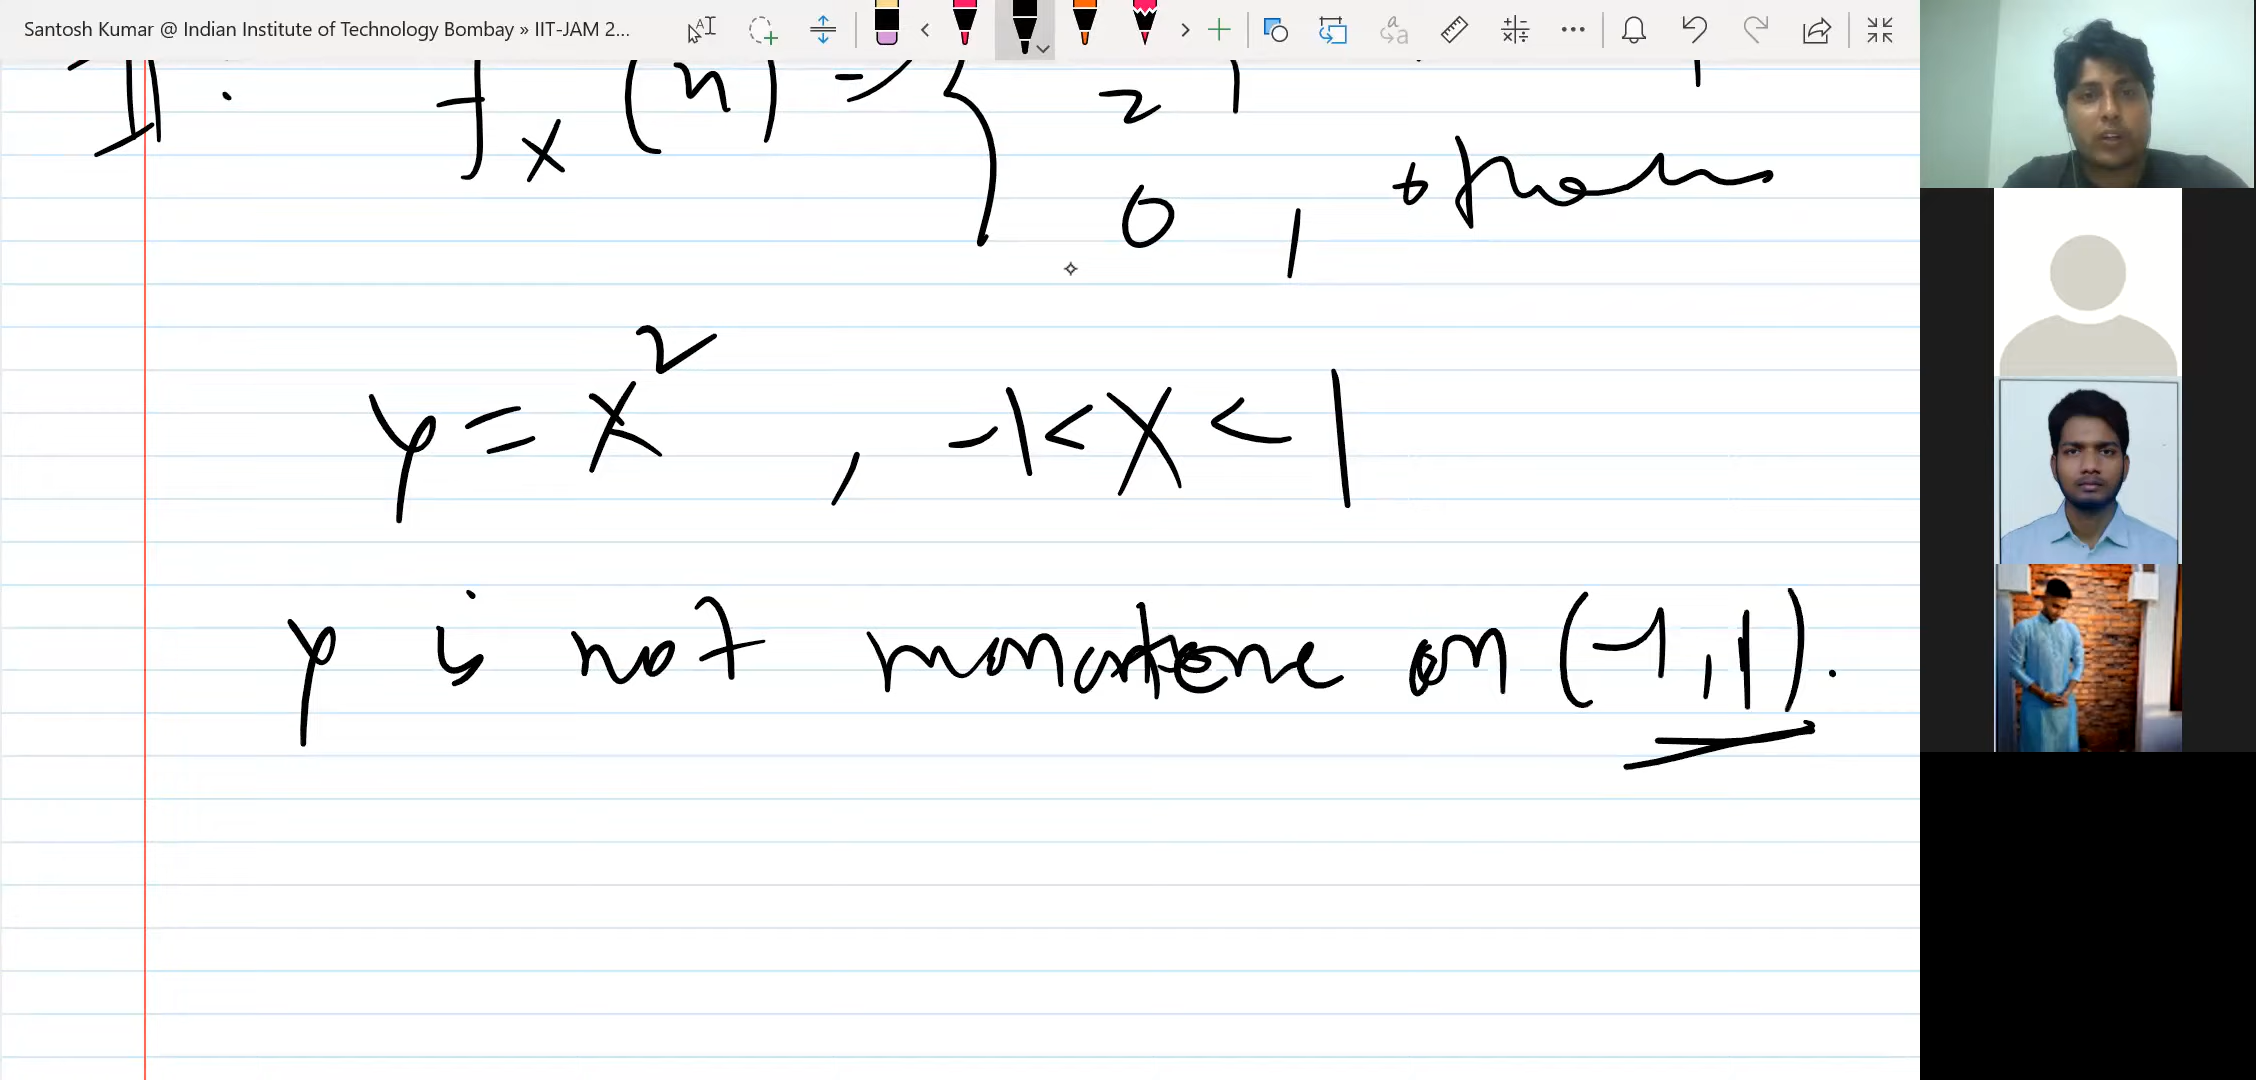 Santosh Kumar @ Indian Institute of Technology Bombay » IIT-JAM 2...
f_X (x) = { 2 ,
0 , otherwise
y = x² , -1 < x < 1
y is not monotone on (-1, 1).